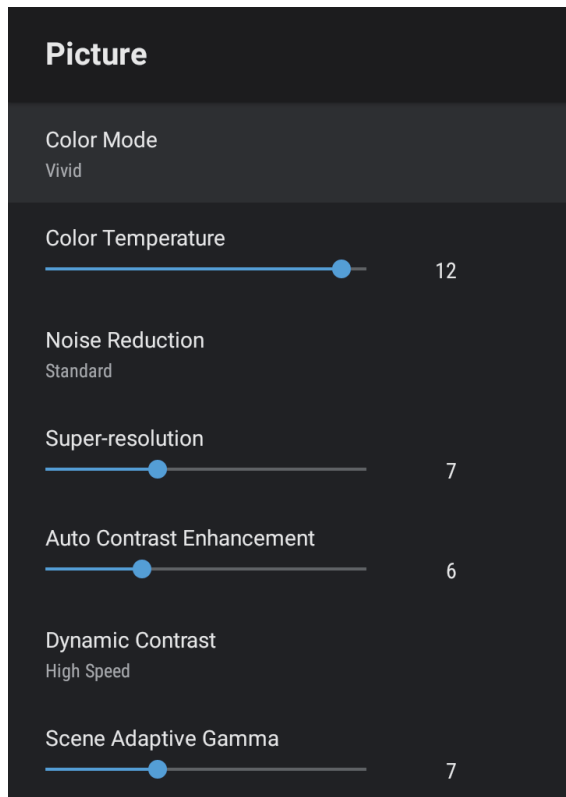 Picture
Color Mode
Vivid
Color Temperature
12
Noise Reduction
Standard
Super-resolution
7
Auto Contrast Enhancement
6
Dynamic Contrast
High Speed
Scene Adaptive Gamma
7